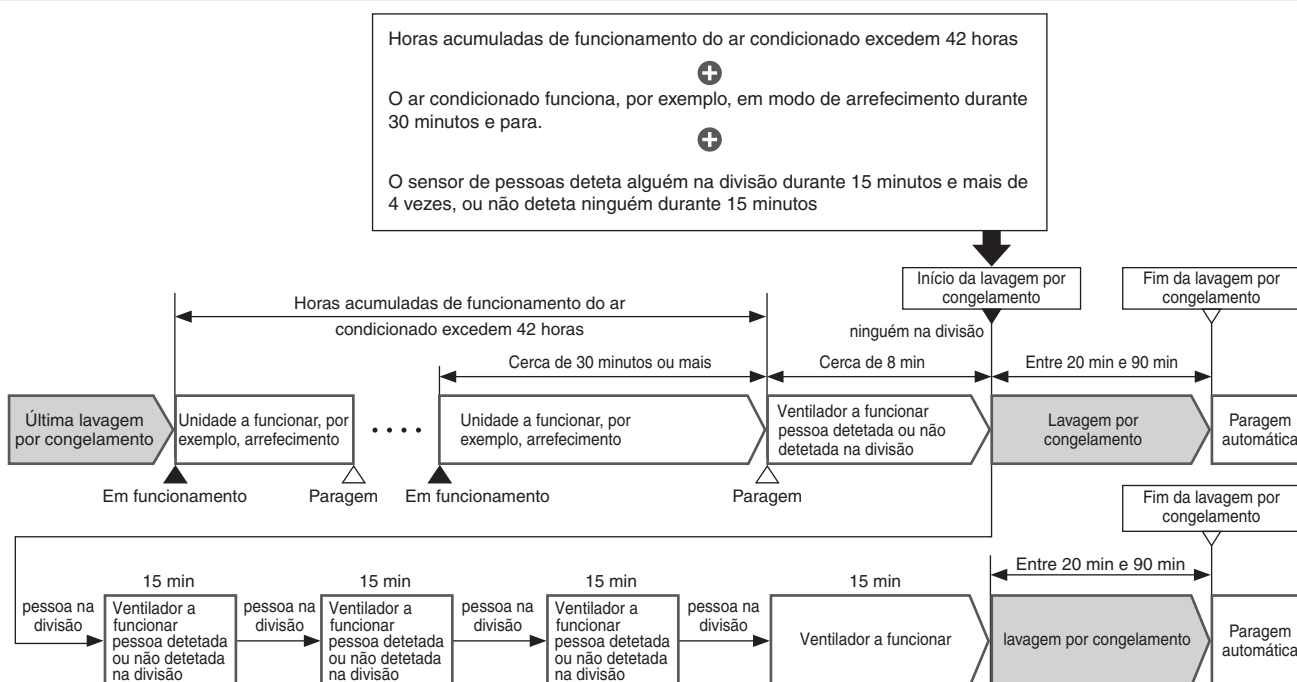 Horas acumuladas de funcionamento do ar condicionado excedem 42 horas
+
O ar condicionado funciona, por exemplo, em modo de arrefecimento durante
30 minutos e para.
+
O sensor de pessoas deteta alguém na divisão durante 15 minutos e mais de
4 vezes, ou não deteta ninguém durante 15 minutos
Início da lavagem por
congelamento
Fim da lavagem por
congelamento
Horas acumuladas de funcionamento do ar
condicionado excedem 42 horas
ninguém na divisão
Cerca de 30 minutos ou mais
Cerca de 8 min
Entre 20 min e 90 min
Última lavagem
por congelamento
Unidade a funcionar, por
exemplo, arrefecimento
Unidade a funcionar, por
exemplo, arrefecimento
Ventilador a funcionar
pessoa detetada ou não
detetada na divisão
Lavagem por
congelamento
Paragem
automática
Em funcionamento
Paragem
Em funcionamento
Paragem
Fim da lavagem por
congelamento
Entre 20 min e 90 min
15 min
15 min
15 min
15 min
pessoa na
divisão
Ventilador a
funcionar
pessoa detetada
ou não detetada
na divisão
pessoa na
divisão
Ventilador a
funcionar
pessoa detetada
ou não detetada
na divisão
pessoa na
divisão
Ventilador a
funcionar
pessoa detetada
ou não detetada
na divisão
pessoa na
divisão
Ventilador a funcionar
lavagem por congelamento
Paragem
automática